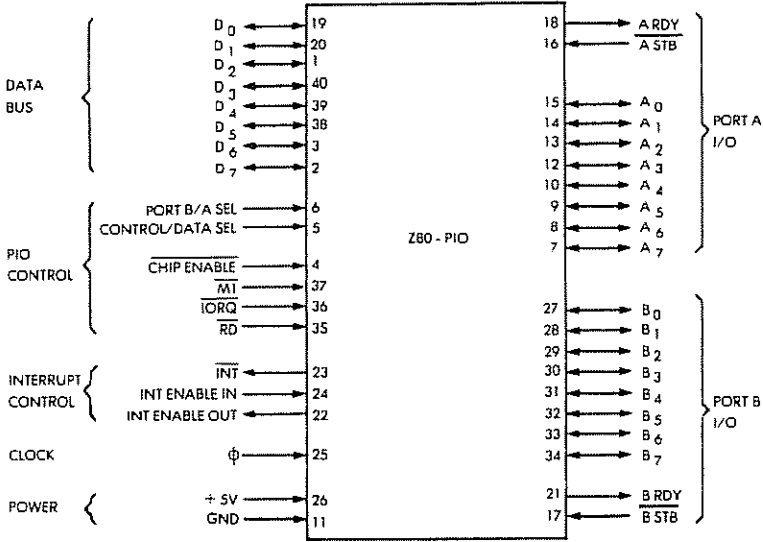 D0 19
D1 20
D2 1
D3 40
D4 39
D5 38
D6 3
D7 2
DATA
BUS
PORT B/A SEL 6
CONTROL/DATA SEL 5
CHIP ENABLE 4
M1 37
IORQ 36
RD 35
PIO
CONTROL
INT 23
INT ENABLE IN 24
INT ENABLE OUT 22
INTERRUPT
CONTROL
CLOCK
ϕ 25
POWER
+ 5V 26
GND 11
Z80 - PIO
18 A RDY
16 A STB
15 A0
14 A1
13 A2
12 A3
10 A4
9 A5
8 A6
7 A7
PORT A
I/O
27 B0
28 B1
29 B2
30 B3
31 B4
32 B5
33 B6
34 B7
21 B RDY
17 B STB
PORT B
I/O